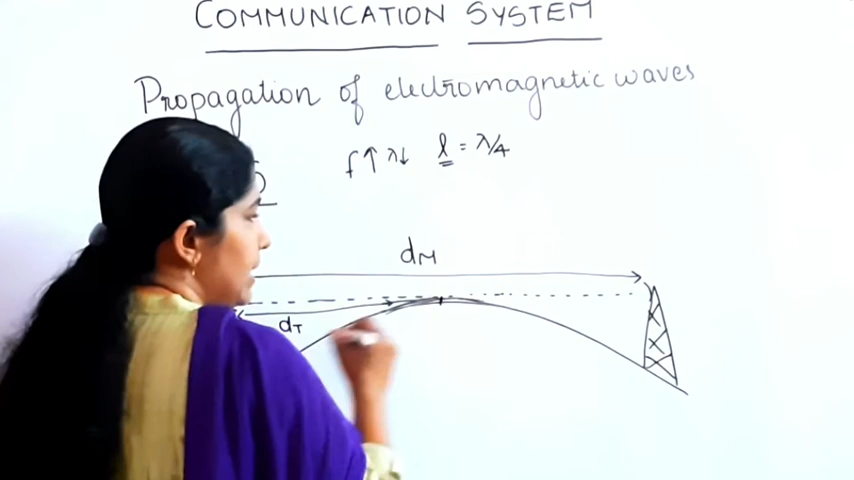 COMMUNICATION SYSTEM
Propagation of electromagnetic waves
f↑ λ↓ l = λ/4
dM
dT